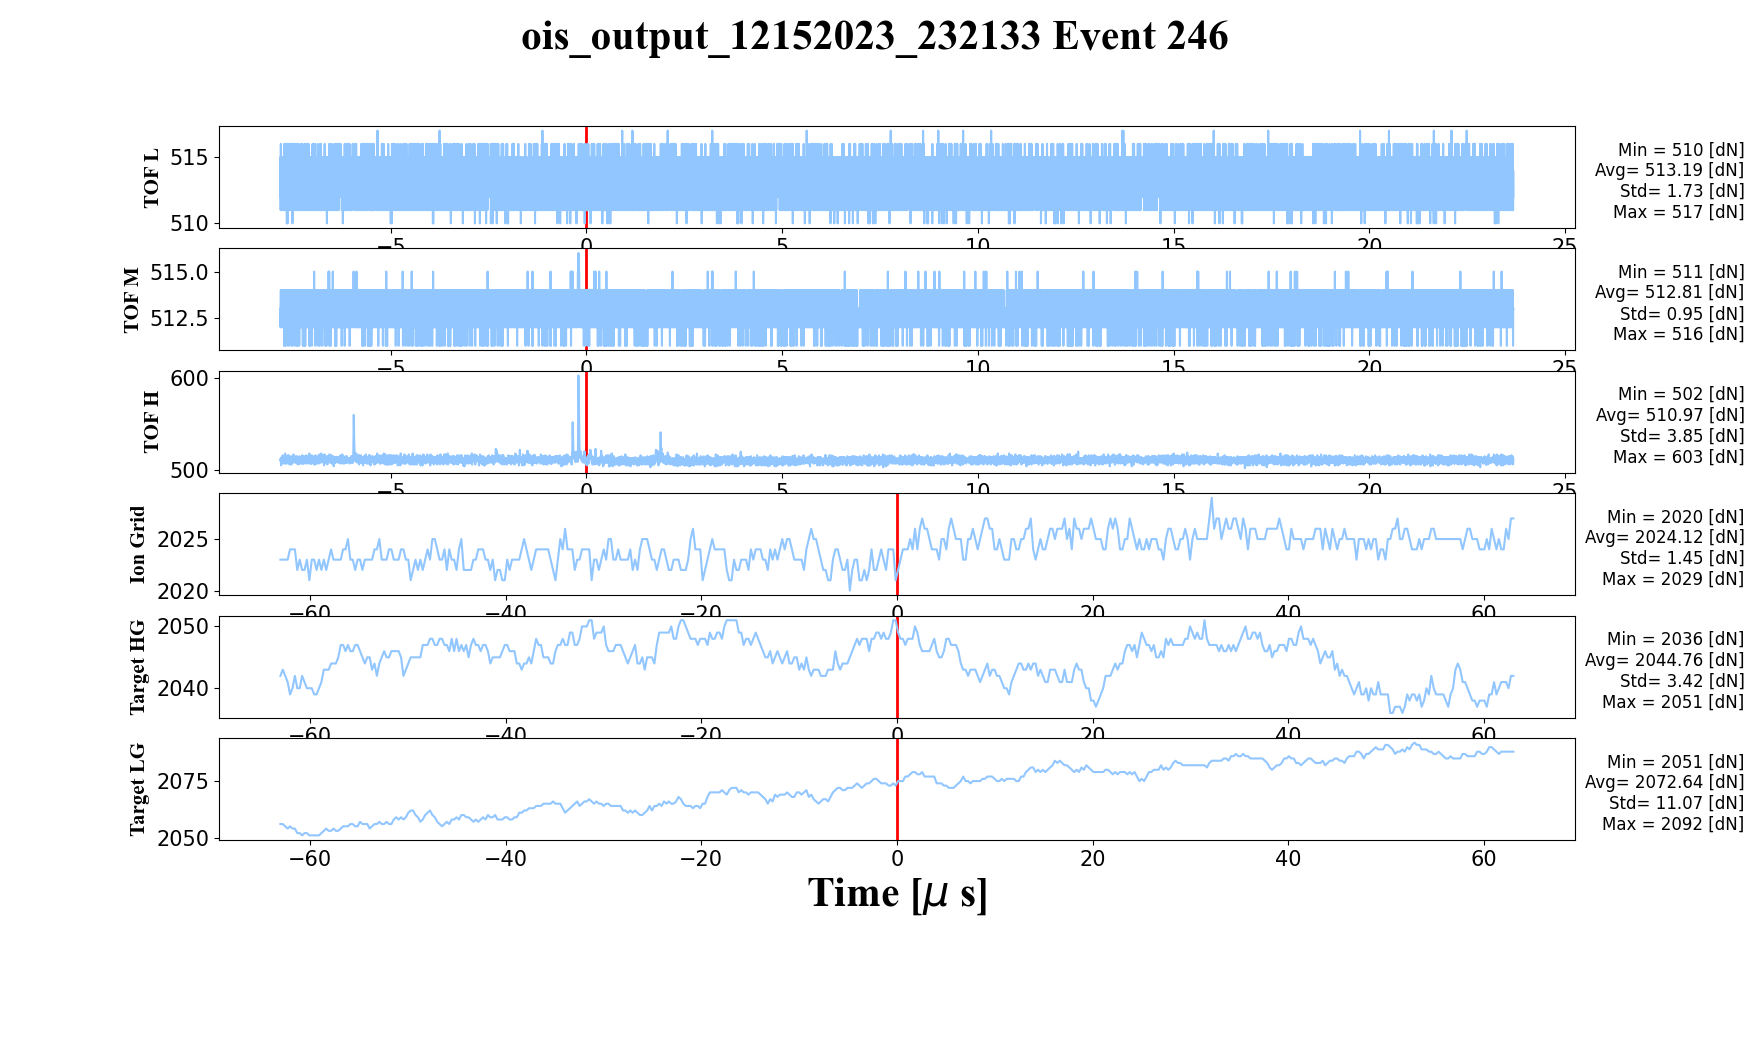 ois_output_12152023_232133 Event 246
TOF L
515
510
−5 0 5 10 15 20 25
Min = 510 [dN]
Avg= 513.19 [dN]
Std= 1.73 [dN]
Max = 517 [dN]
TOF M
515.0
512.5
−5 0 5 10 15 20 25
Min = 511 [dN]
Avg= 512.81 [dN]
Std= 0.95 [dN]
Max = 516 [dN]
TOF H
600
500
−5 0 5 10 15 20 25
Min = 502 [dN]
Avg= 510.97 [dN]
Std= 3.85 [dN]
Max = 603 [dN]
Ion Grid
2025
2020
−60 −40 −20 0 20 40 60
Min = 2020 [dN]
Avg= 2024.12 [dN]
Std= 1.45 [dN]
Max = 2029 [dN]
Target HG
2050
2040
−60 −40 −20 0 20 40 60
Min = 2036 [dN]
Avg= 2044.76 [dN]
Std= 3.42 [dN]
Max = 2051 [dN]
Target LG
2075
2050
−60 −40 −20 0 20 40 60
Min = 2051 [dN]
Avg= 2072.64 [dN]
Std= 11.07 [dN]
Max = 2092 [dN]
Time [μ s]